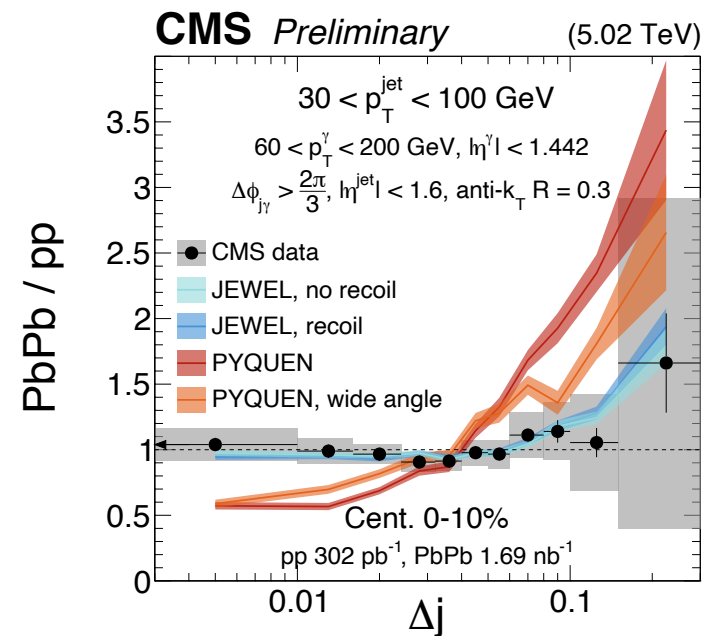 CMS Preliminary (5.02 TeV)
30 < p_T^jet < 100 GeV
60 < p_T^γ < 200 GeV, |η^γ| < 1.442
Δϕ_jγ > 2π/3, |η^jet| < 1.6, anti-k_T R = 0.3
CMS data
JEWEL, no recoil
JEWEL, recoil
PYQUEN
PYQUEN, wide angle
Cent. 0-10%
pp 302 pb⁻¹, PbPb 1.69 nb⁻¹
PbPb / pp
3.5
3
2.5
2
1.5
1
0.5
0
0.01 0.1
Δj